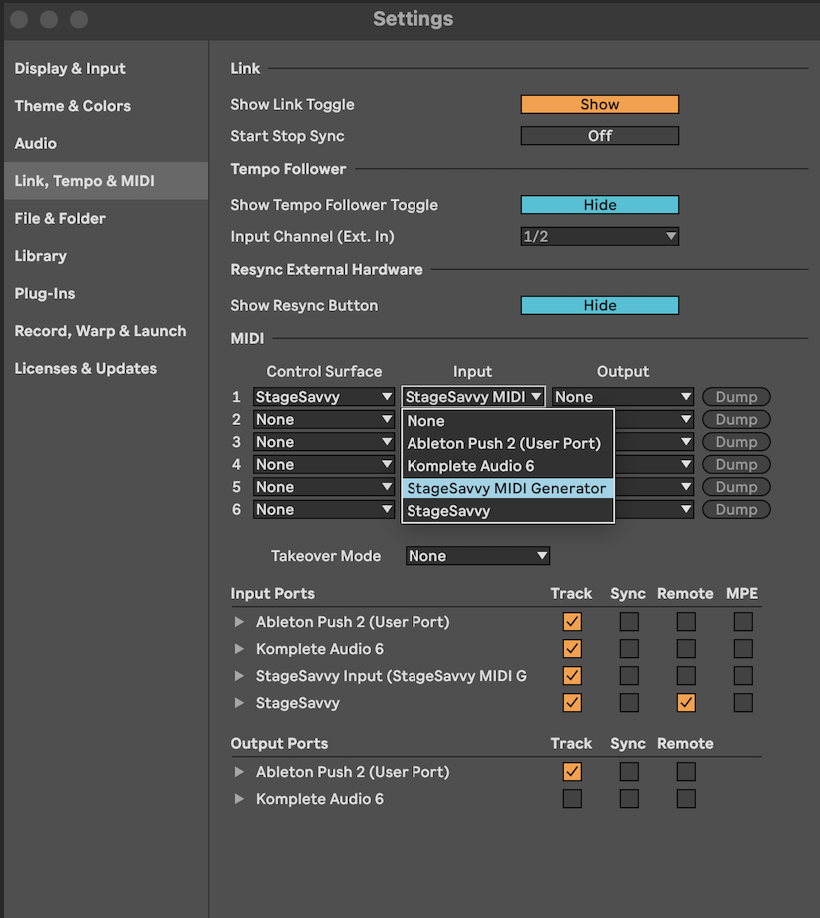 Settings
Display & Input
Theme & Colors
Audio
Link, Tempo & MIDI
File & Folder
Library
Plug-Ins
Record, Warp & Launch
Licenses & Updates
Link
Show Link Toggle Show
Start Stop Sync Off
Tempo Follower
Show Tempo Follower Toggle Hide
Input Channel (Ext. In) 1/2
Resync External Hardware
Show Resync Button Hide
MIDI
Control Surface Input Output
1 StageSavvy StageSavvy MIDI None Dump
2 None Dump
3 None Dump
4 None Dump
5 None Dump
6 None Dump
None
Ableton Push 2 (User Port)
Komplete Audio 6
StageSavvy MIDI Generator
StageSavvy
Takeover Mode None
Input Ports Track Sync Remote MPE
Ableton Push 2 (User Port)
Komplete Audio 6
StageSavvy Input (StageSavvy MIDI G
StageSavvy
Output Ports Track Sync Remote
Ableton Push 2 (User Port)
Komplete Audio 6